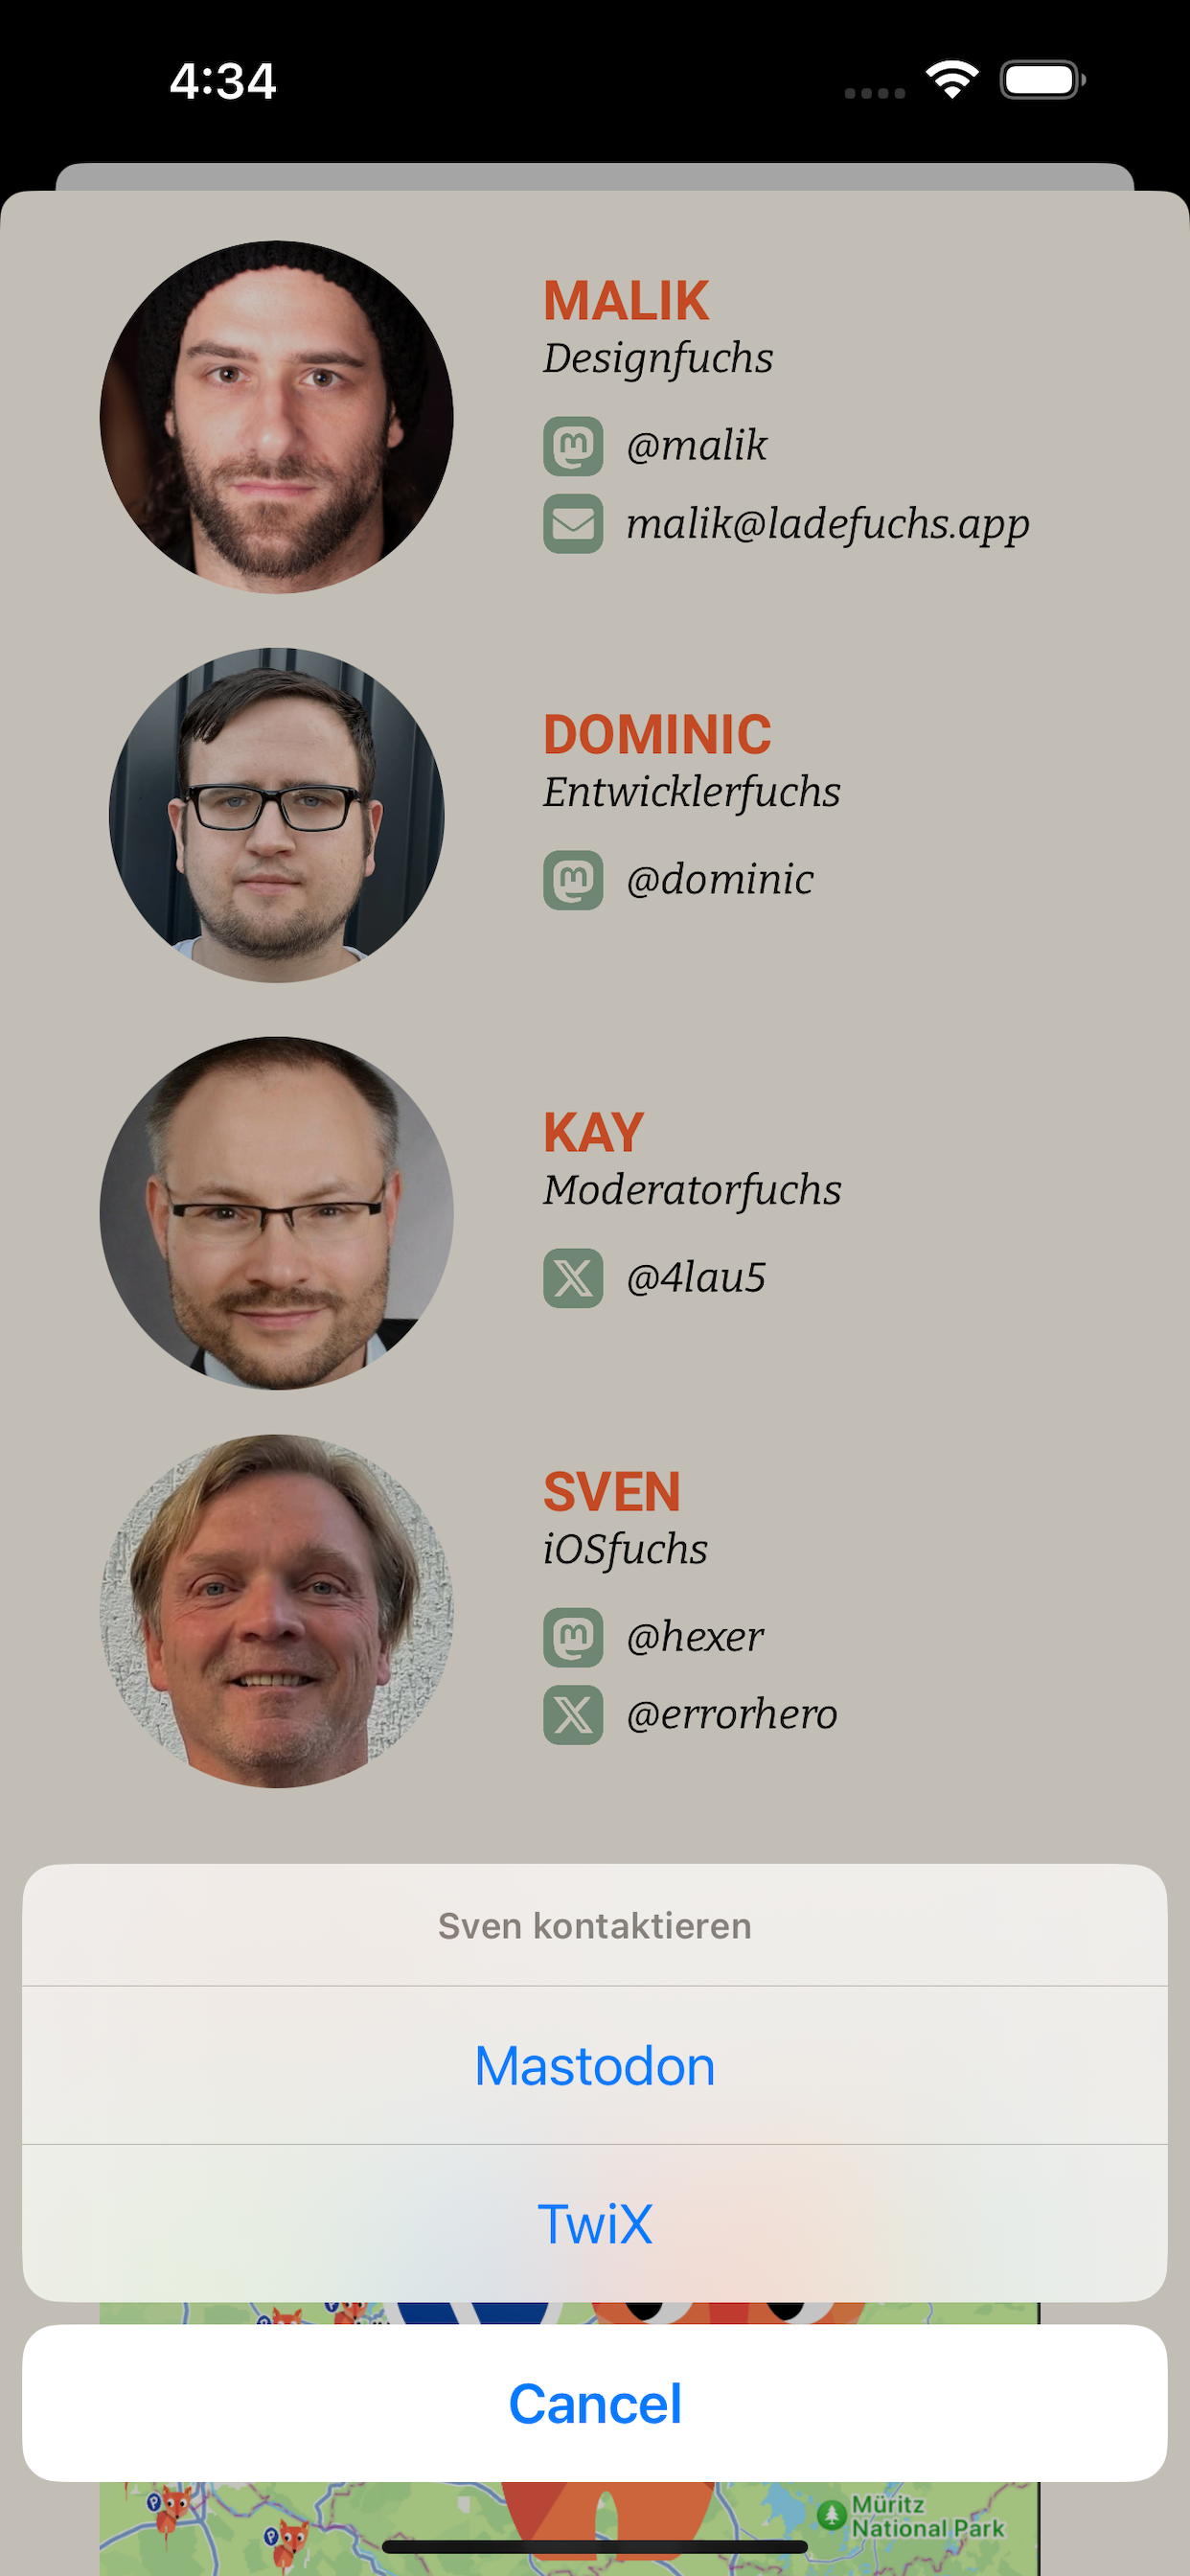 4:34
MALIK
Designfuchs
@malik
malik@ladefuchs.app
DOMINIC
Entwicklerfuchs
@dominic
KAY
Moderatorfuchs
@4lau5
SVEN
iOSfuchs
@hexer
@errorhero
Sven kontaktieren
Mastodon
TwiX
Cancel
Müritz
National Park